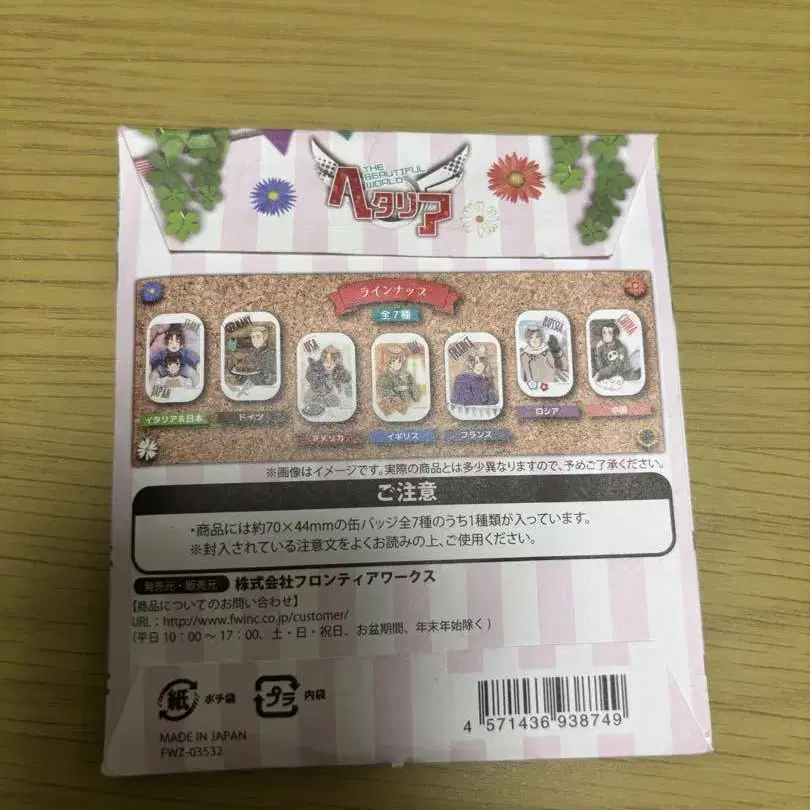 THE
BEAUTIFUL
WORLD
ヘタリア
ラインナップ
全7種
ITALY
JAPAN
USA
UK
RUSSIA
CHINA
イタリア&日本
ドイツ
アメリカ
イギリス
フランス
ロシア
中国
※画像はイメージです。実際の商品とは多少異なりますので、予めご了承ください。
ご注意
・商品には約70×44mmの缶バッジ全7種のうち1種類が入っています。
※封入されている注意文をよくお読みの上、ご使用ください。
発売元・販売元 株式会社フロンティアワークス
【商品についてのお問い合わせ】
URL：http://www.fwinc.co.jp/customer/
(平日 10：00 ～ 17：00、土・日・祝日、お盆期間、年末年始除く)
紙 ポチ袋 プラ 内袋
MADE IN JAPAN
FWZ-03532
4 571436 938749